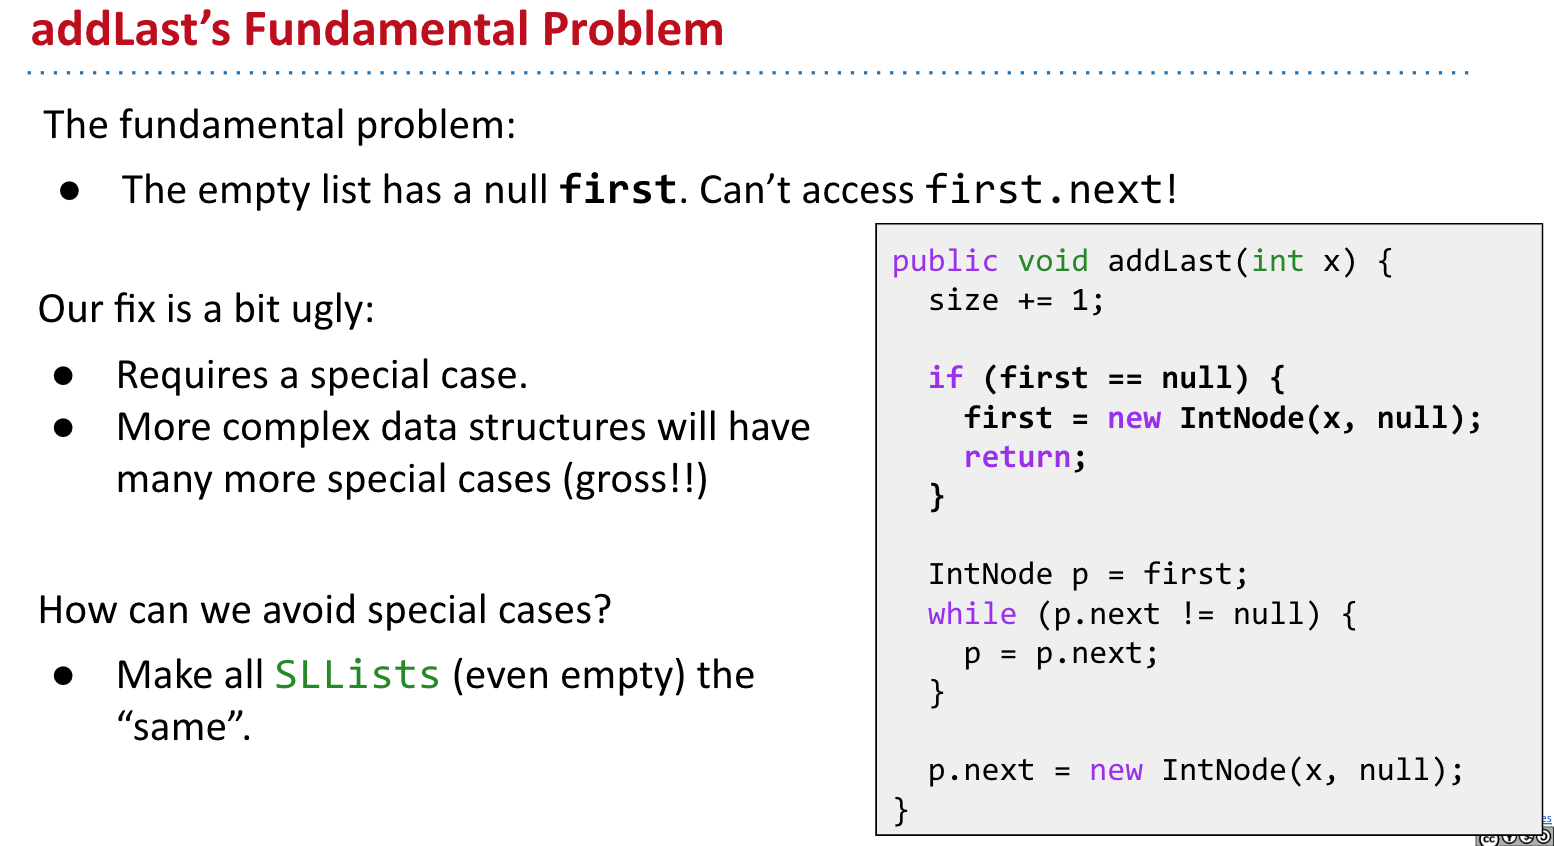 addLast’s Fundamental Problem
The fundamental problem:
● The empty list has a null first. Can’t access first.next!
Our fix is a bit ugly:
● Requires a special case.
● More complex data structures will have
many more special cases (gross!!)
How can we avoid special cases?
● Make all SLLists (even empty) the
“same”.
public void addLast(int x) {
size += 1;
if (first == null) {
first = new IntNode(x, null);
return;
}
IntNode p = first;
while (p.next != null) {
p = p.next;
}
p.next = new IntNode(x, null);
}
es
cc